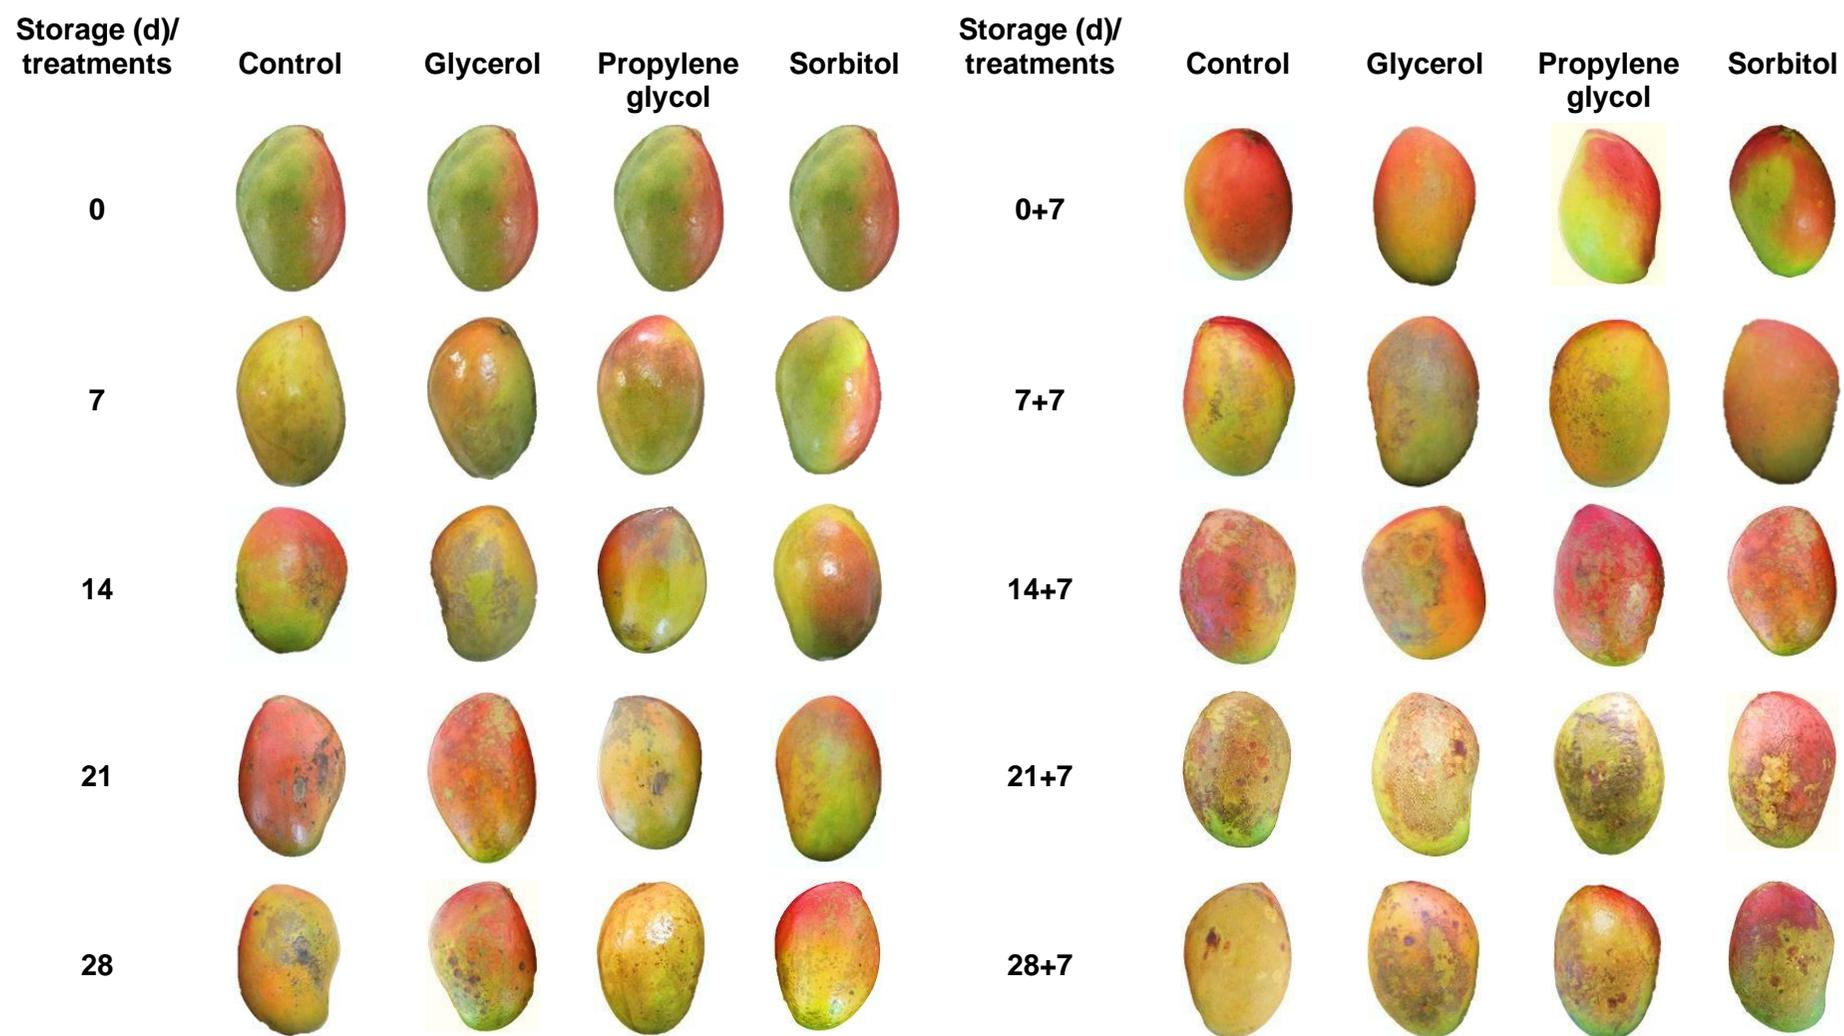 Storage (d)/
treatments
Control
Glycerol
Propylene
glycol
Sorbitol
Storage (d)/
treatments
Control
Glycerol
Propylene
glycol
Sorbitol
0
0+7
7
7+7
14
14+7
21
21+7
28
28+7